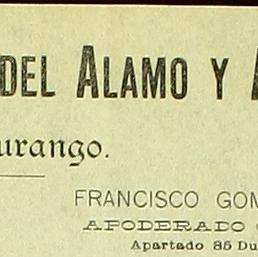 DEL ALAMO Y A
urango.
FRANCISCO GOM
APODERADO
Apartado 85 Du